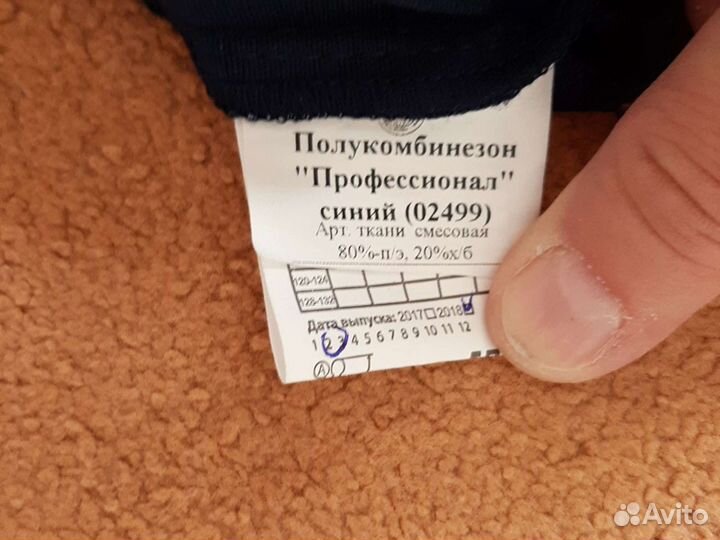 Полукомбинезон
"Профессионал"
синий (02499)
Арт. ткани смесовая
80%-п/э, 20%х/б
120-124
128-132
Дата выпуска: 2017 2018
1 2 3 4 5 6 7 8 9 10 11 12
A
Avito